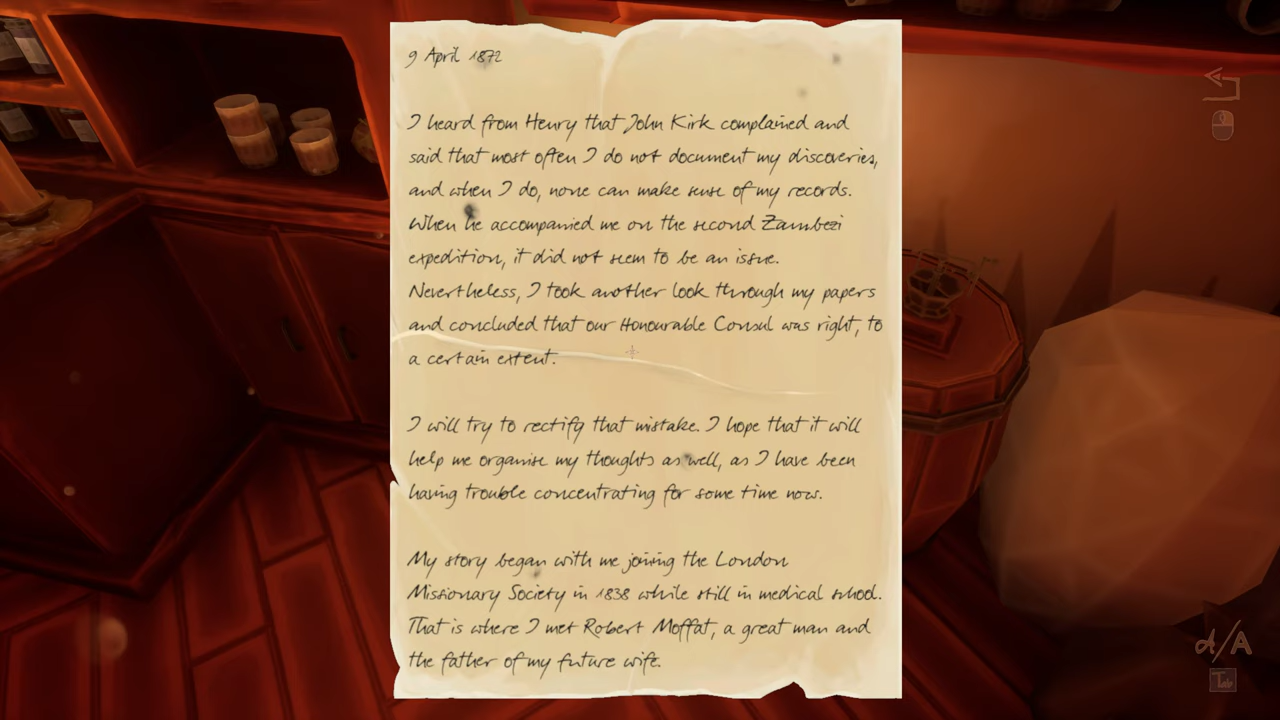 9 April 1872
I heard from Henry that John Kirk complained and
said that most often I do not document my discoveries,
and when I do, none can make sense of my records.
When he accompanied me on the second Zambezi
expedition, it did not seem to be an issue.
Nevertheless, I took another look through my papers
and concluded that our Honourable Consul was right, to
a certain extent.
I will try to rectify that mistake. I hope that it will
help me organise my thoughts as well, as I have been
having trouble concentrating for some time now.
My story began with me joining the London
Missionary Society in 1838 while still in medical school.
That is where I met Robert Moffat, a great man and
the father of my future wife.
A/A
Tab